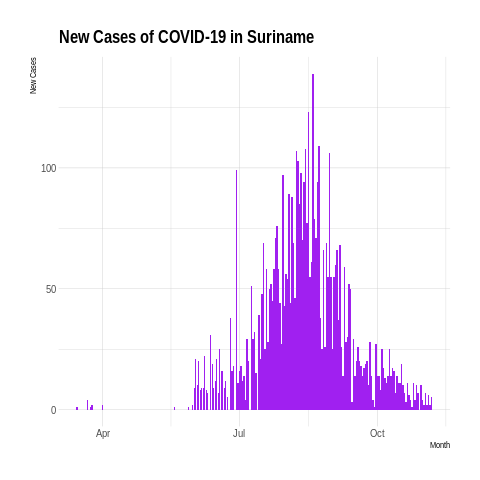 New Cases of COVID-19 in Suriname
New Cases
100
50
0
Apr
Jul
Oct
Month